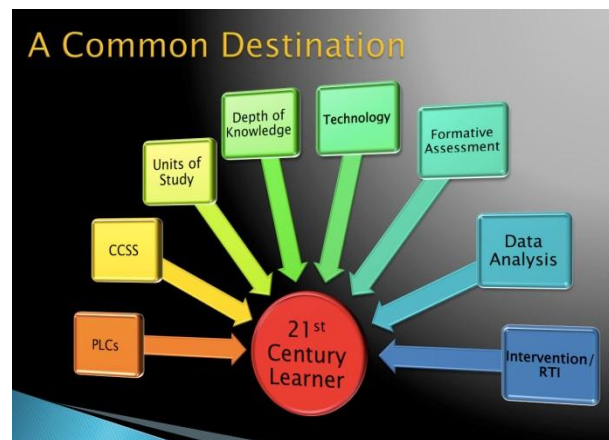 A Common Destination
Depth of
Knowledge
Technology
Formative
Assessment
Units of
Study
CCSS
Data
Analysis
PLCs
21st
Century
Learner
Intervention/
RTI